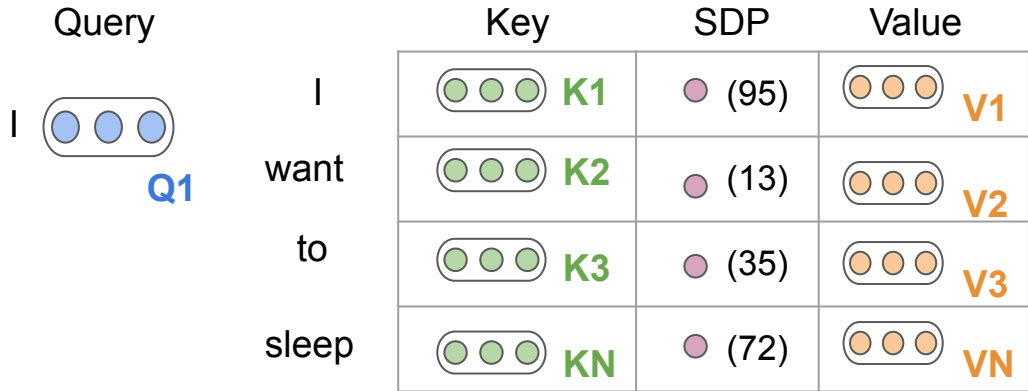 Query Key SDP Value
I K1 (95) V1
I Q1
want K2 (13) V2
to K3 (35) V3
sleep KN (72) VN